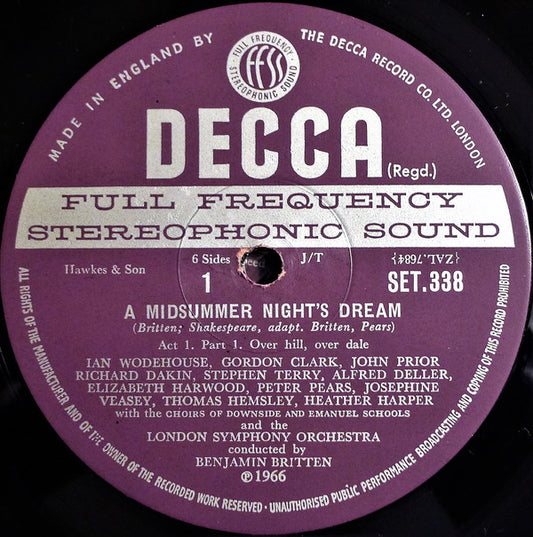 MADE IN ENGLAND BY
THE DECCA RECORD CO. LTD. LONDON
FULL FREQUENCY
STEREOPHONIC SOUND
FFSS
DECCA
(Regd.)
FULL FREQUENCY
STEREOPHONIC SOUND
Hawkes & Son
6 Sides
J/T
{ZAL.7684}
1
SET.338
A MIDSUMMER NIGHT'S DREAM
(Britten; Shakespeare, adapt. Britten, Pears)
Act 1. Part 1. Over hill, over dale
IAN WODEHOUSE, GORDON CLARK, JOHN PRIOR
RICHARD DAKIN, STEPHEN TERRY, ALFRED DELLER,
ELIZABETH HARWOOD, PETER PEARS, JOSEPHINE
VEASEY, THOMAS HEMSLEY, HEATHER HARPER
with the CHOIRS OF DOWNSIDE AND EMANUEL SCHOOLS
and the
LONDON SYMPHONY ORCHESTRA
conducted by
BENJAMIN BRITTEN
℗1966
ALL RIGHTS OF THE MANUFACTURER AND OF THE OWNER OF THE RECORDED WORK RESERVED · UNAUTHORISED PUBLIC PERFORMANCE BROADCASTING AND COPYING OF THIS RECORD PROHIBITED